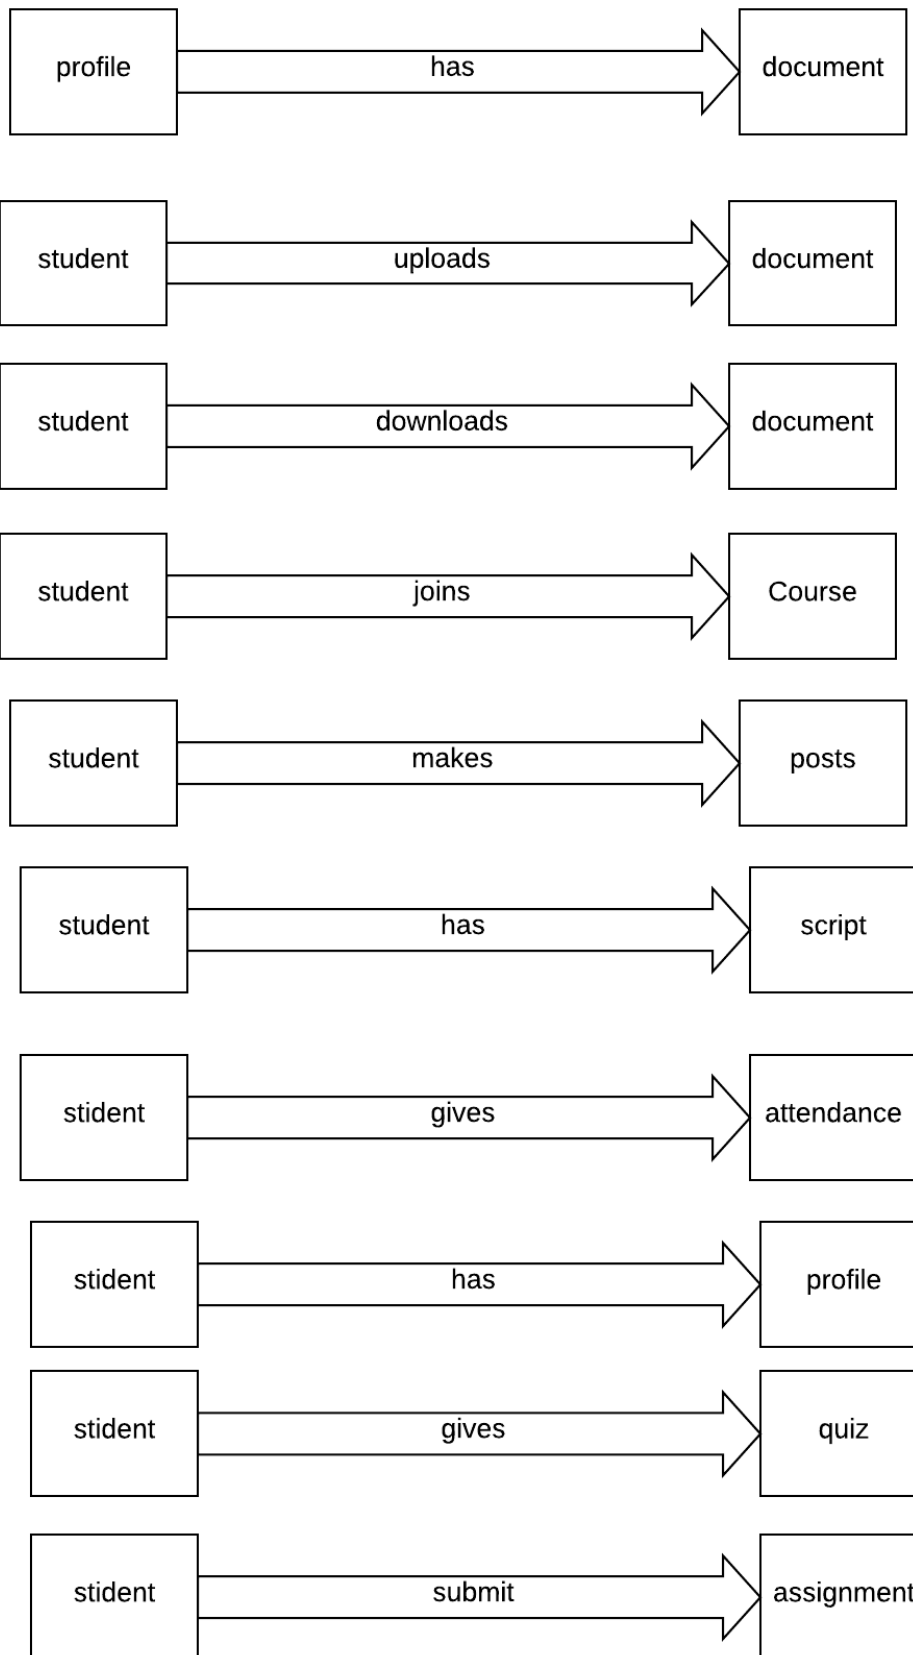 profile has document
student uploads document
student downloads document
student joins Course
student makes posts
student has script
stident gives attendance
stident has profile
stident gives quiz
stident submit assignment